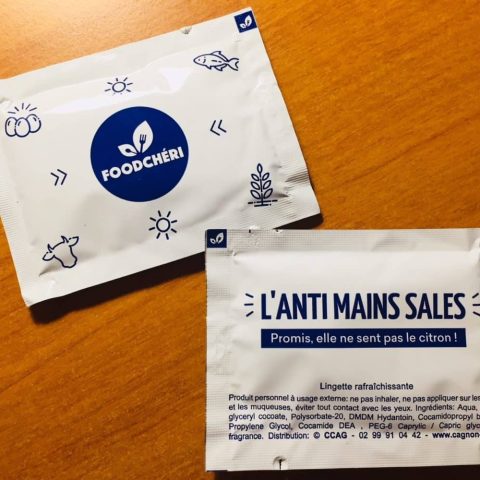 FOODCHÉRI
L'ANTI MAINS SALES
Promis, elle ne sent pas le citron !
Lingette rafraîchissante
Produit personnel à usage externe: ne pas inhaler, ne pas appliquer sur les
et les muqueuses, éviter tout contact avec les yeux. Ingrédients: Aqua,
glyceryl cocoate, Polysorbate-20, DMDM Hydantoin, Cocamidopropyl b
Propylene Glycol, Cocamide DEA , PEG-6 Caprylic / Capric glyc
fragrance. Distribution: © CCAG - 02 99 91 04 42 - www.cagnon